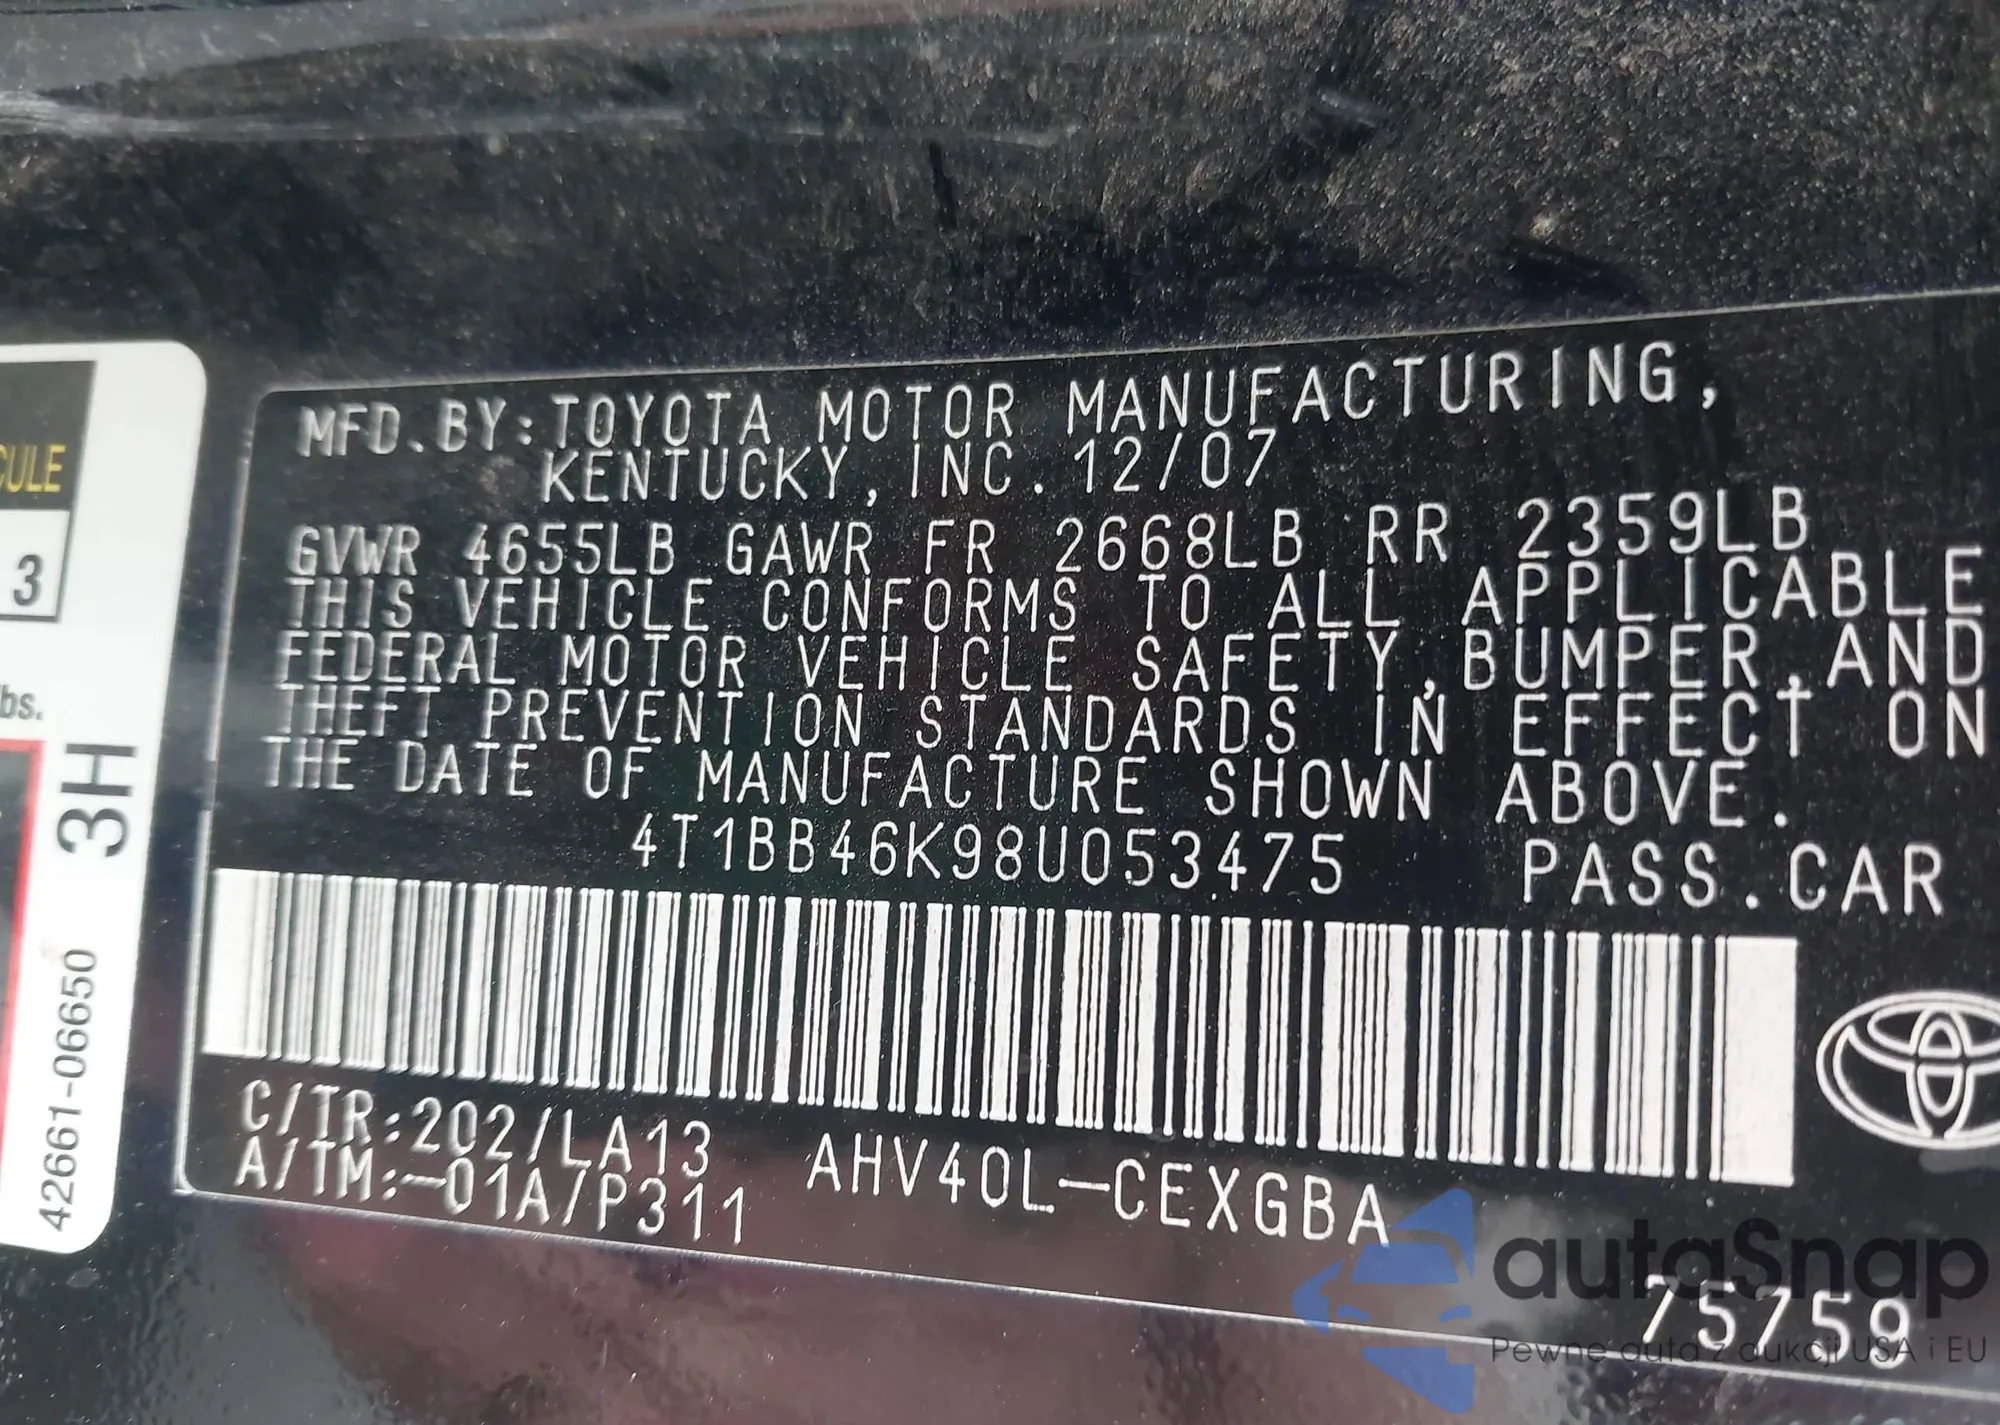 CULE
3
bs.
3H
42661-06650
MFD.BY:TOYOTA MOTOR MANUFACTURING,
KENTUCKY, INC. 12/07
GVWR 4655LB GAWR FR 2668LB RR 2359LB
THIS VEHICLE CONFORMS TO ALL APPLICABLE
FEDERAL MOTOR VEHICLE SAFETY,BUMPER,AND
THEFT PREVENTION STANDARDS IN EFFECT ON
THE DATE OF MANUFACTURE SHOWN ABOVE.
4T1BB46K98U053475 PASS.CAR
C/TR:202/LA13 AHV40L-CEXGBA
A/TM:-01A/P311
75759
autaSnap
Pewne auta z aukcji USA i EU